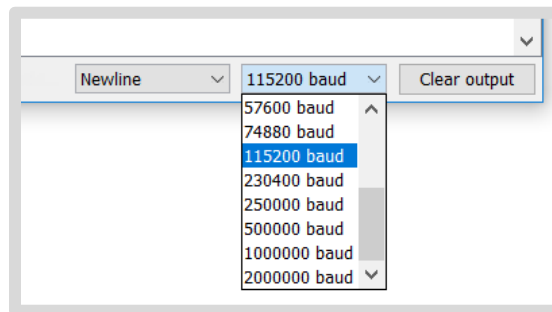 Newline 115200 baud Clear output
57600 baud
74880 baud
115200 baud
230400 baud
250000 baud
500000 baud
1000000 baud
2000000 baud